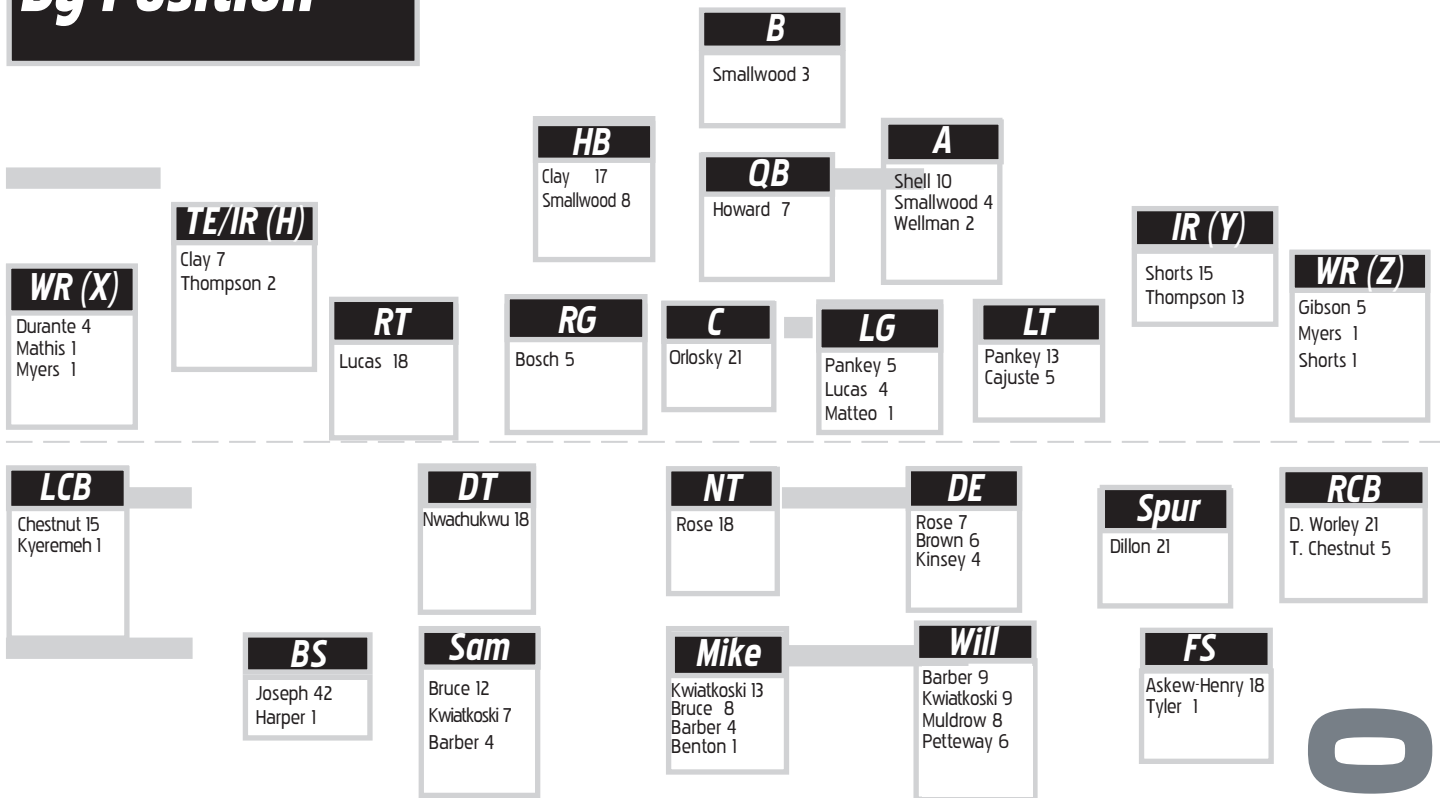 By Position
B
Smallwood 3
HB
Clay 17
Smallwood 8
QB
Howard 7
A
Shell 10
Smallwood 4
Wellman 2
TE/IR (H)
Clay 7
Thompson 2
IR (Y)
Shorts 15
Thompson 13
WR (X)
Durante 4
Mathis 1
Myers 1
WR (Z)
Gibson 5
Myers 1
Shorts 1
RT
Lucas 18
RG
Bosch 5
C
Orlosky 21
LG
Pankey 5
Lucas 4
Matteo 1
LT
Pankey 13
Cajuste 5
LCB
Chestnut 15
Kyeremeh 1
DT
Nwachukwu 18
NT
Rose 18
DE
Rose 7
Brown 6
Kinsey 4
Spur
Dillon 21
RCB
D. Worley 21
T. Chestnut 5
BS
Joseph 42
Harper 1
Sam
Bruce 12
Kwiatkoski 7
Barber 4
Mike
Kwiatkoski 13
Bruce 8
Barber 4
Benton 1
Will
Barber 9
Kwiatkoski 9
Muldrow 8
Petteway 6
FS
Askew-Henry 18
Tyler 1